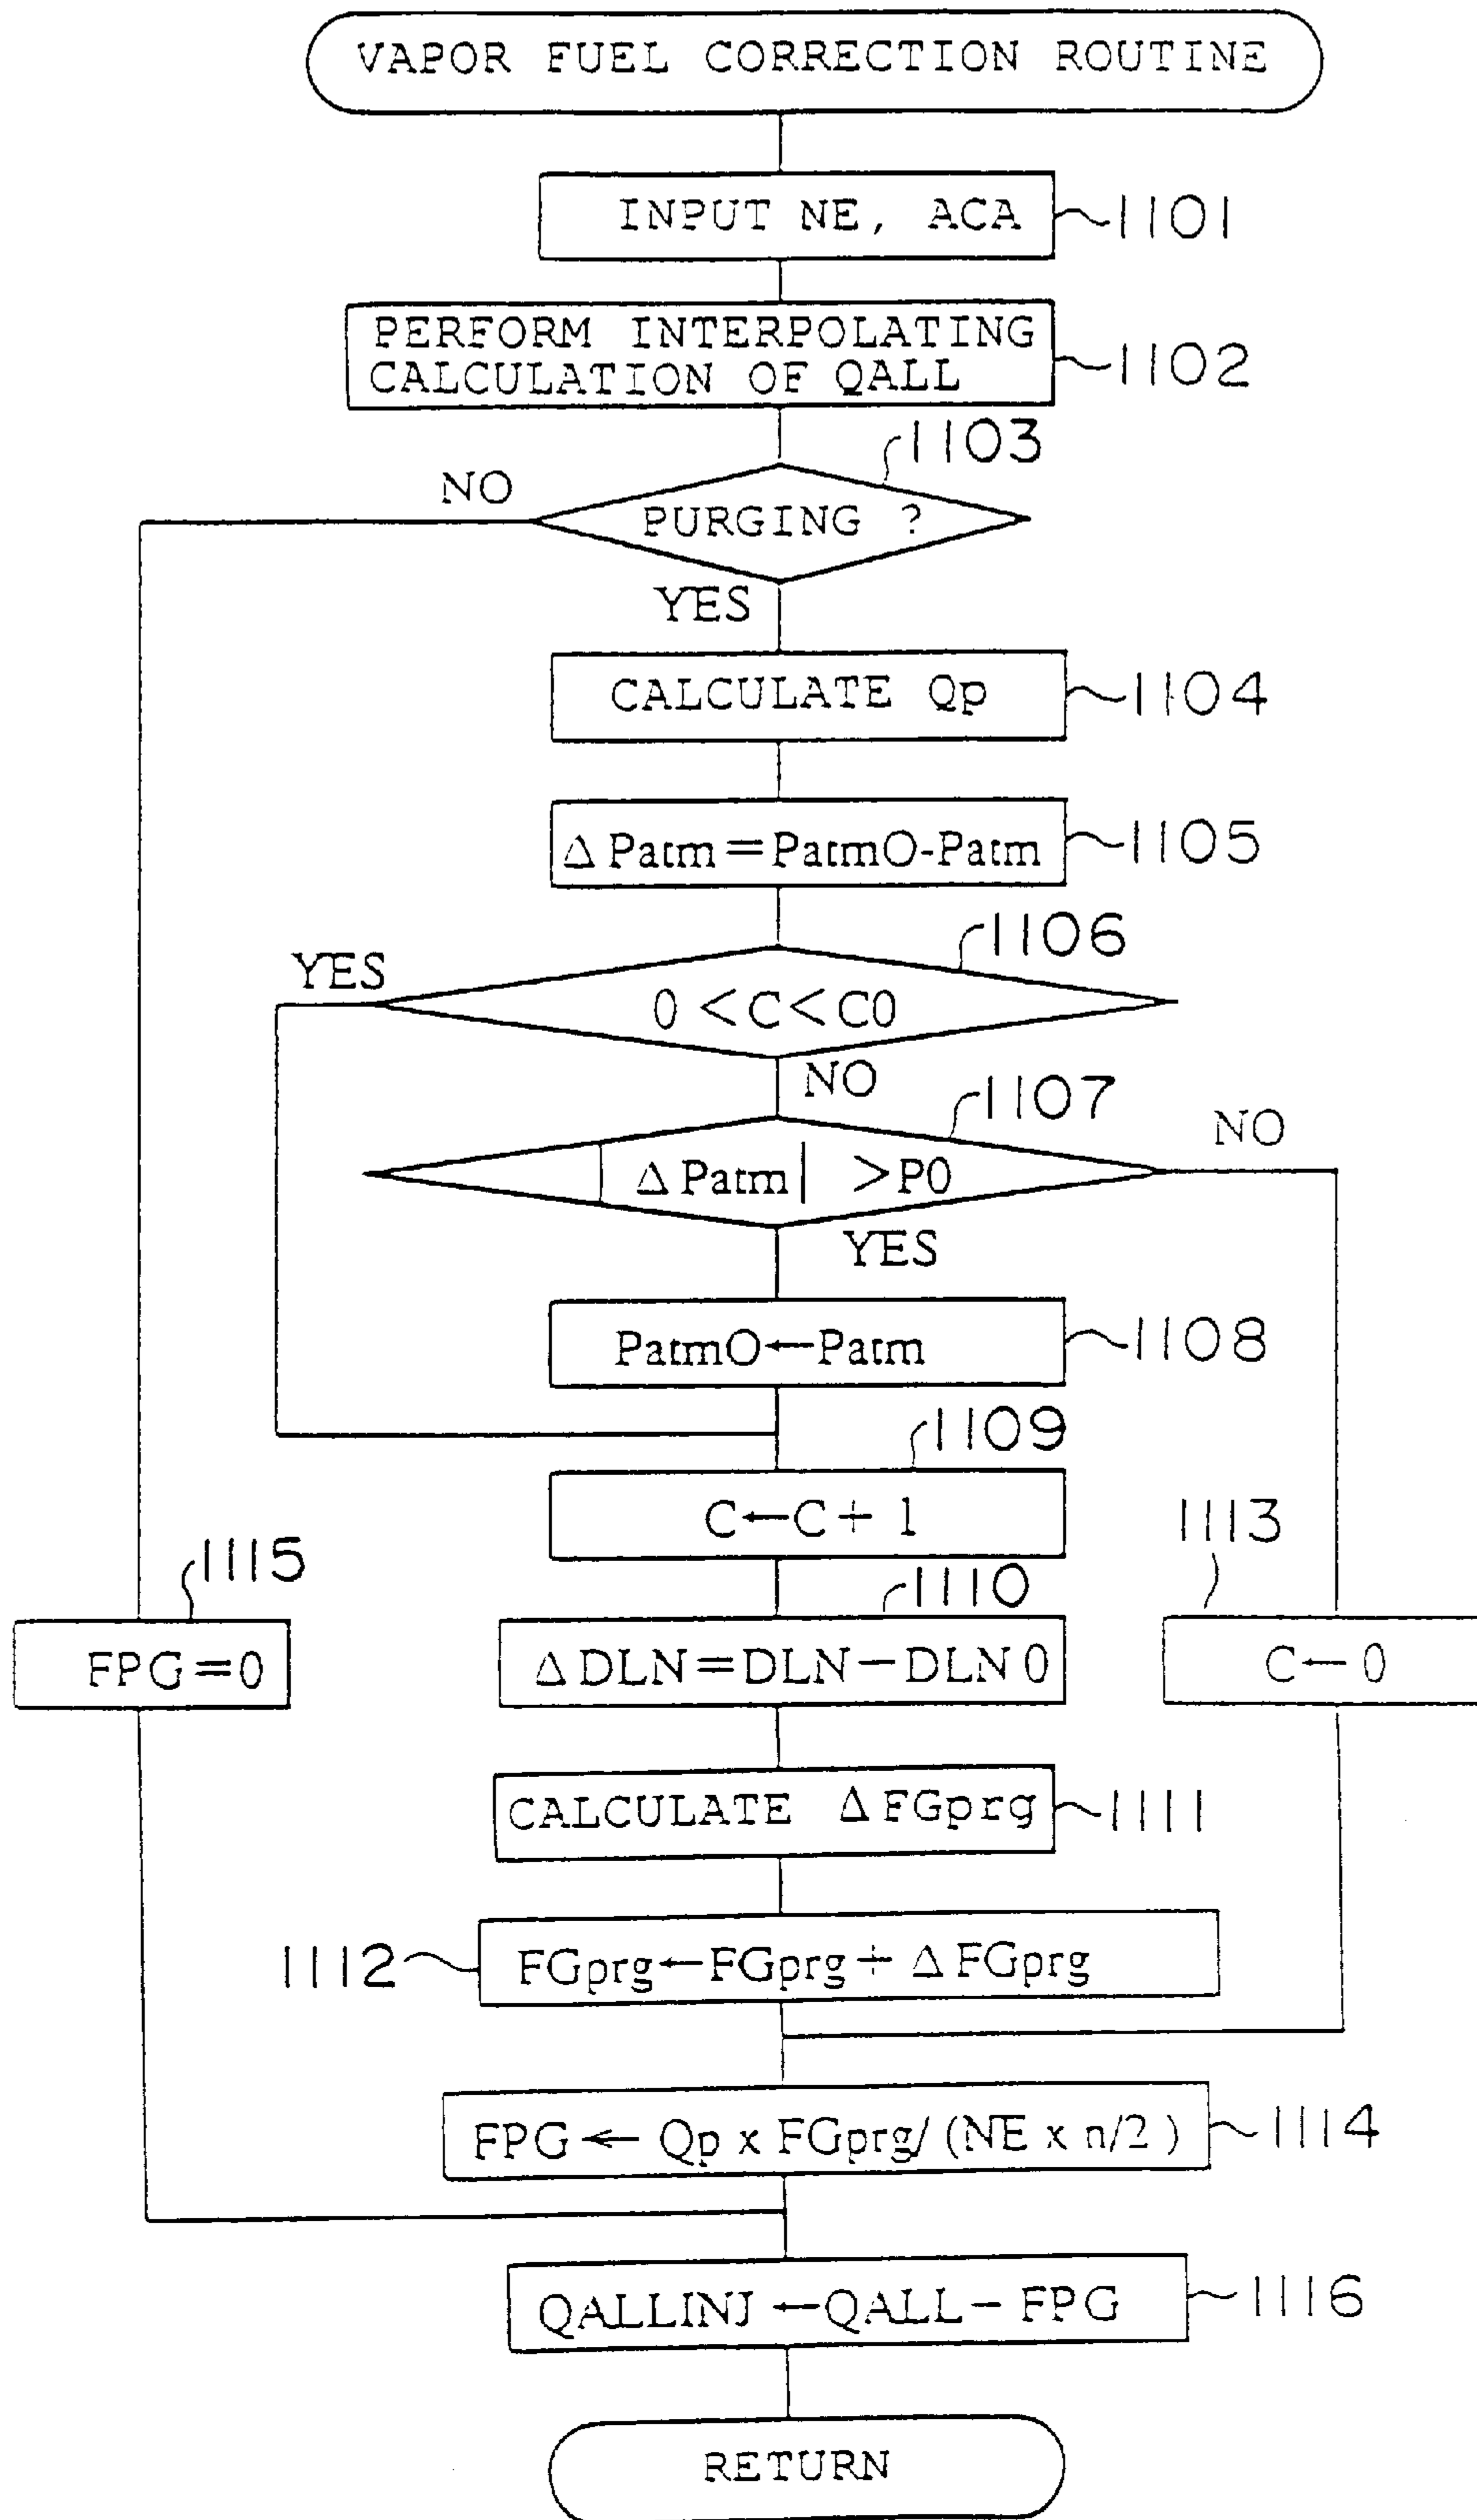 VAPOR FUEL CORRECTION ROUTINE
INPUT NE, ACA
1101
PERFORM INTERPOLATING
CALCULATION OF QALL
1102
1103
NO
PURGING ?
YES
CALCULATE Qp
1104
Δ Patm=PatmO-Patm
1105
1106
YES
0 <C<C0
NO
1107
NO
|Δ Patm| >P0
YES
PatmO←Patm
1108
1109
C←C+1
1113
1115
1110
FPG=0
ΔDLN=DLN-DLN0
C←0
CALCULATE ΔFGprg
1111
1112
FGprg←FGprg+ΔFGprg
FPG← Qp x FGprg/(NE x n/2)
1114
QALLINJ←QALL-FPG
1116
RETURN